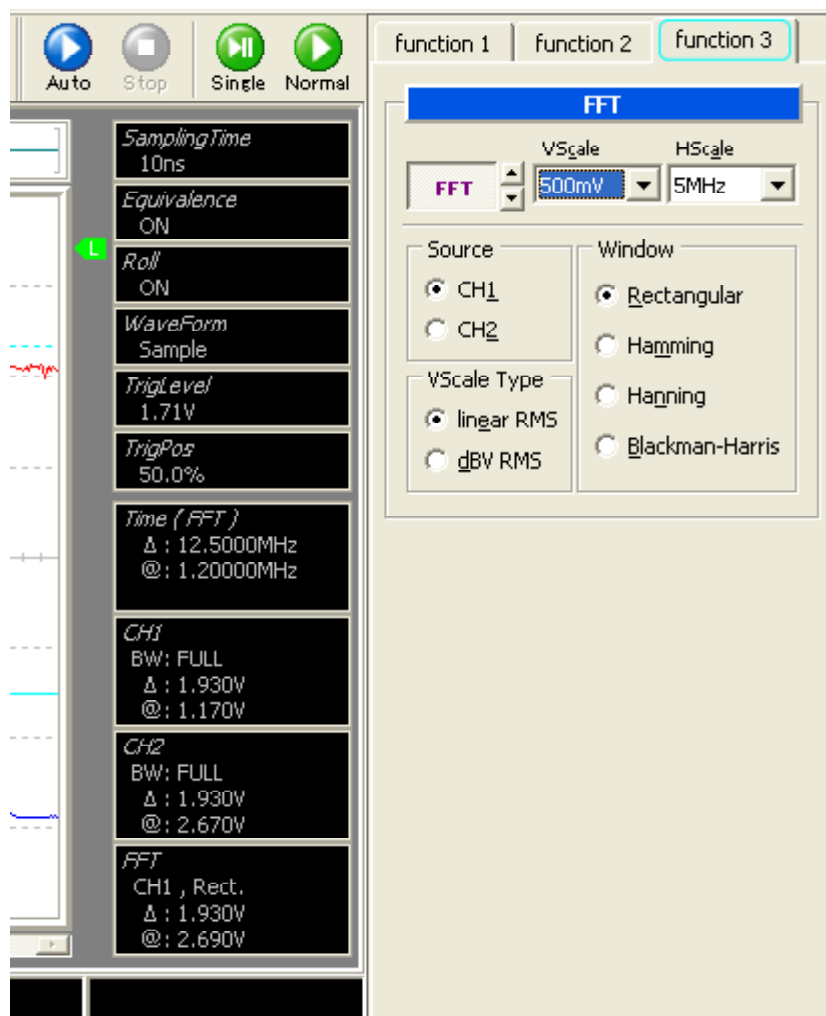 Auto Stop Single Normal
SamplingTime
10ns
Equivalence
ON
L
Roll
ON
WaveForm
Sample
TrigLevel
1.71V
TrigPos
50.0%
Time ( FFT )
Δ : 12.5000MHz
@: 1.20000MHz
CH1
BW: FULL
Δ : 1.930V
@: 1.170V
CH2
BW: FULL
Δ : 1.930V
@: 2.670V
FFT
CH1 , Rect.
Δ : 1.930V
@: 2.690V
function 1 function 2 function 3
FFT
VScale HScale
FFT 500mV 5MHz
Source
CH1
CH2
VScale Type
linear RMS
dBV RMS
Window
Rectangular
Hamming
Hanning
Blackman-Harris